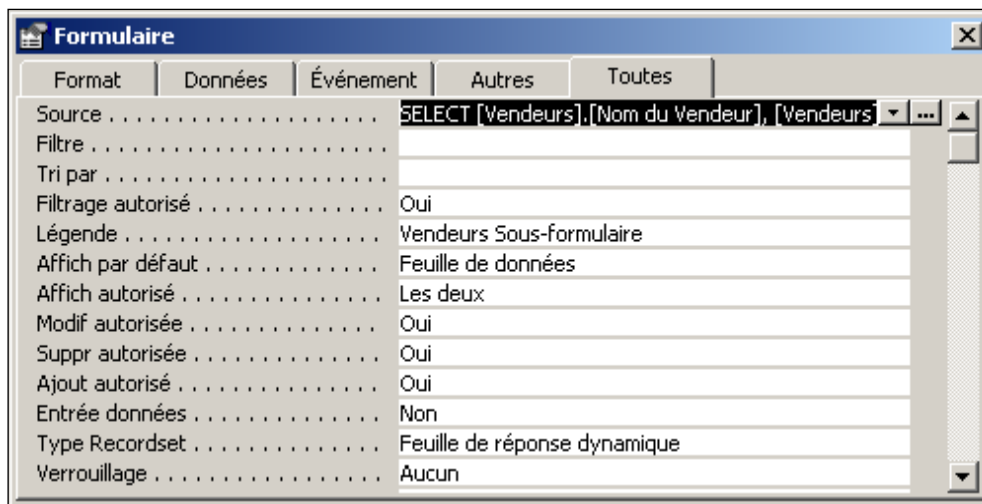 Formulaire
Format Données Événement Autres Toutes
Source . . . . . . . . . . . . . . . . . . . . SELECT [Vendeurs].[Nom du Vendeur], [Vendeurs] ...
Filtre . . . . . . . . . . . . . . . . . . . . . .
Tri par . . . . . . . . . . . . . . . . . . . . .
Filtrage autorisé . . . . . . . . . . . . . . Oui
Légende . . . . . . . . . . . . . . . . . . . Vendeurs Sous-formulaire
Affich par défaut . . . . . . . . . . . . . Feuille de données
Affich autorisé . . . . . . . . . . . . . . . Les deux
Modif autorisée . . . . . . . . . . . . . . Oui
Suppr autorisée . . . . . . . . . . . . . . Oui
Ajout autorisé . . . . . . . . . . . . . . . Oui
Entrée données . . . . . . . . . . . . . . Non
Type Recordset . . . . . . . . . . . . . . Feuille de réponse dynamique
Verrouillage . . . . . . . . . . . . . . . . . Aucun